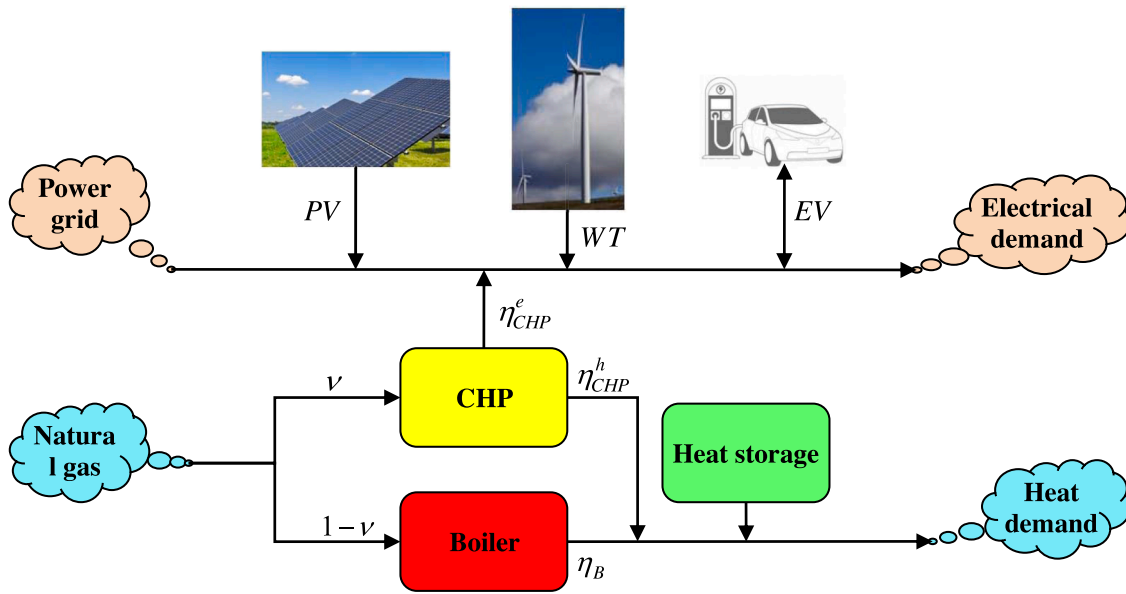 Power
grid
PV
WT
EV
Electrical
demand
η^e_CHP
ν
CHP
η^h_CHP
Natura
l gas
Heat storage
1−ν
Boiler
η_B
Heat
demand